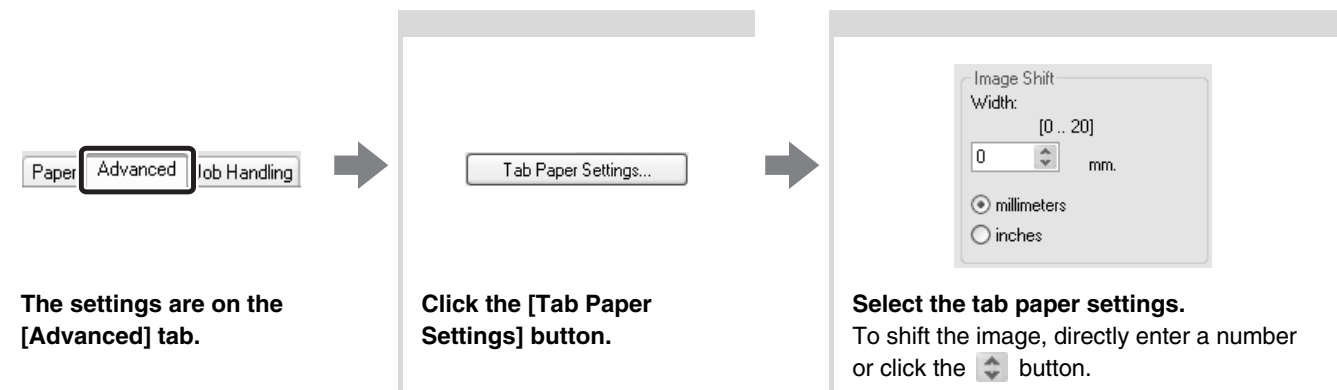 Paper Advanced Job Handling
The settings are on the
[Advanced] tab.
Tab Paper Settings...
Click the [Tab Paper
Settings] button.
Image Shift
Width:
[0 .. 20]
0 mm.
millimeters
inches
Select the tab paper settings.
To shift the image, directly enter a number
or click the button.